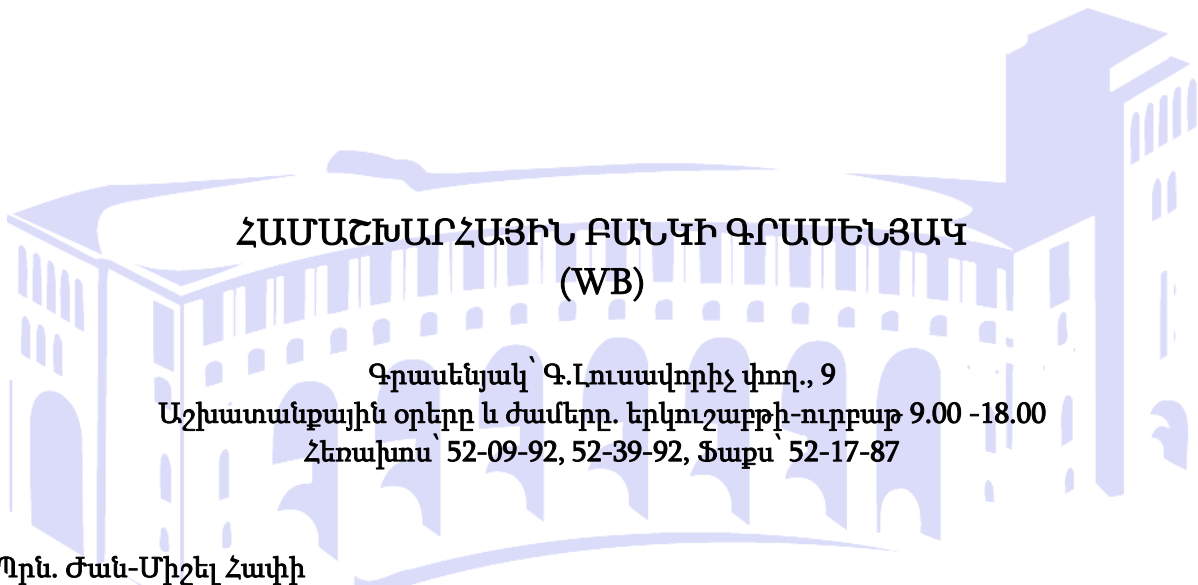 ՀԱՄԱՇԽԱՐՀԱՅԻՆ ԲԱՆԿԻ ԳՐԱՍԵՆՅԱԿ
(WB)
Գրասենյակ՝ Գ.Լուսավորիչ փող., 9
Աշխատանքային օրերը և ժամերը. երկուշաբթի-ուրբաթ 9.00 -18.00
Հեռախոս՝ 52-09-92, 52-39-92, Ֆաքս՝ 52-17-87
Պրն. Ժան-Միշել Հափի